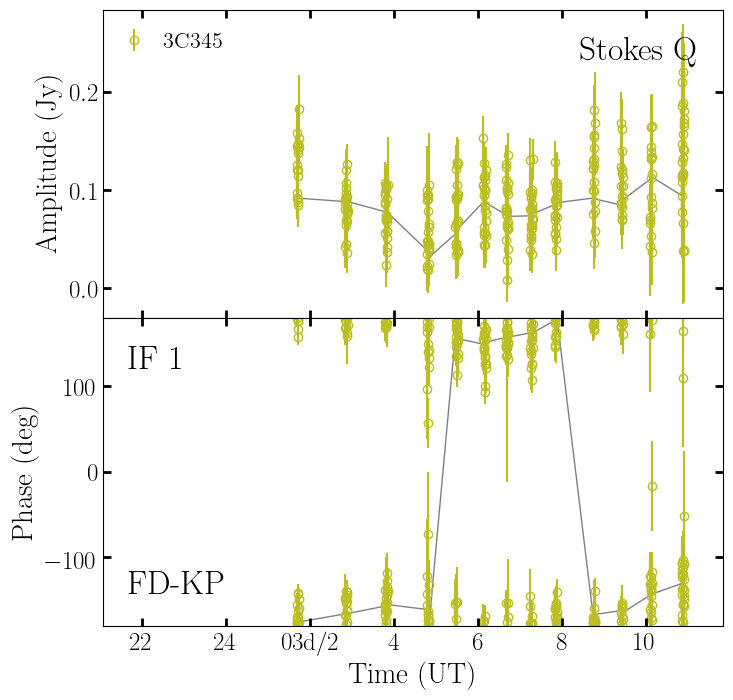 3C345
Stokes Q
Amplitude (Jy)
0.2
0.1
0.0
IF 1
FD-KP
Phase (deg)
100
0
−100
22 24 03d/2 4 6 8 10
Time (UT)